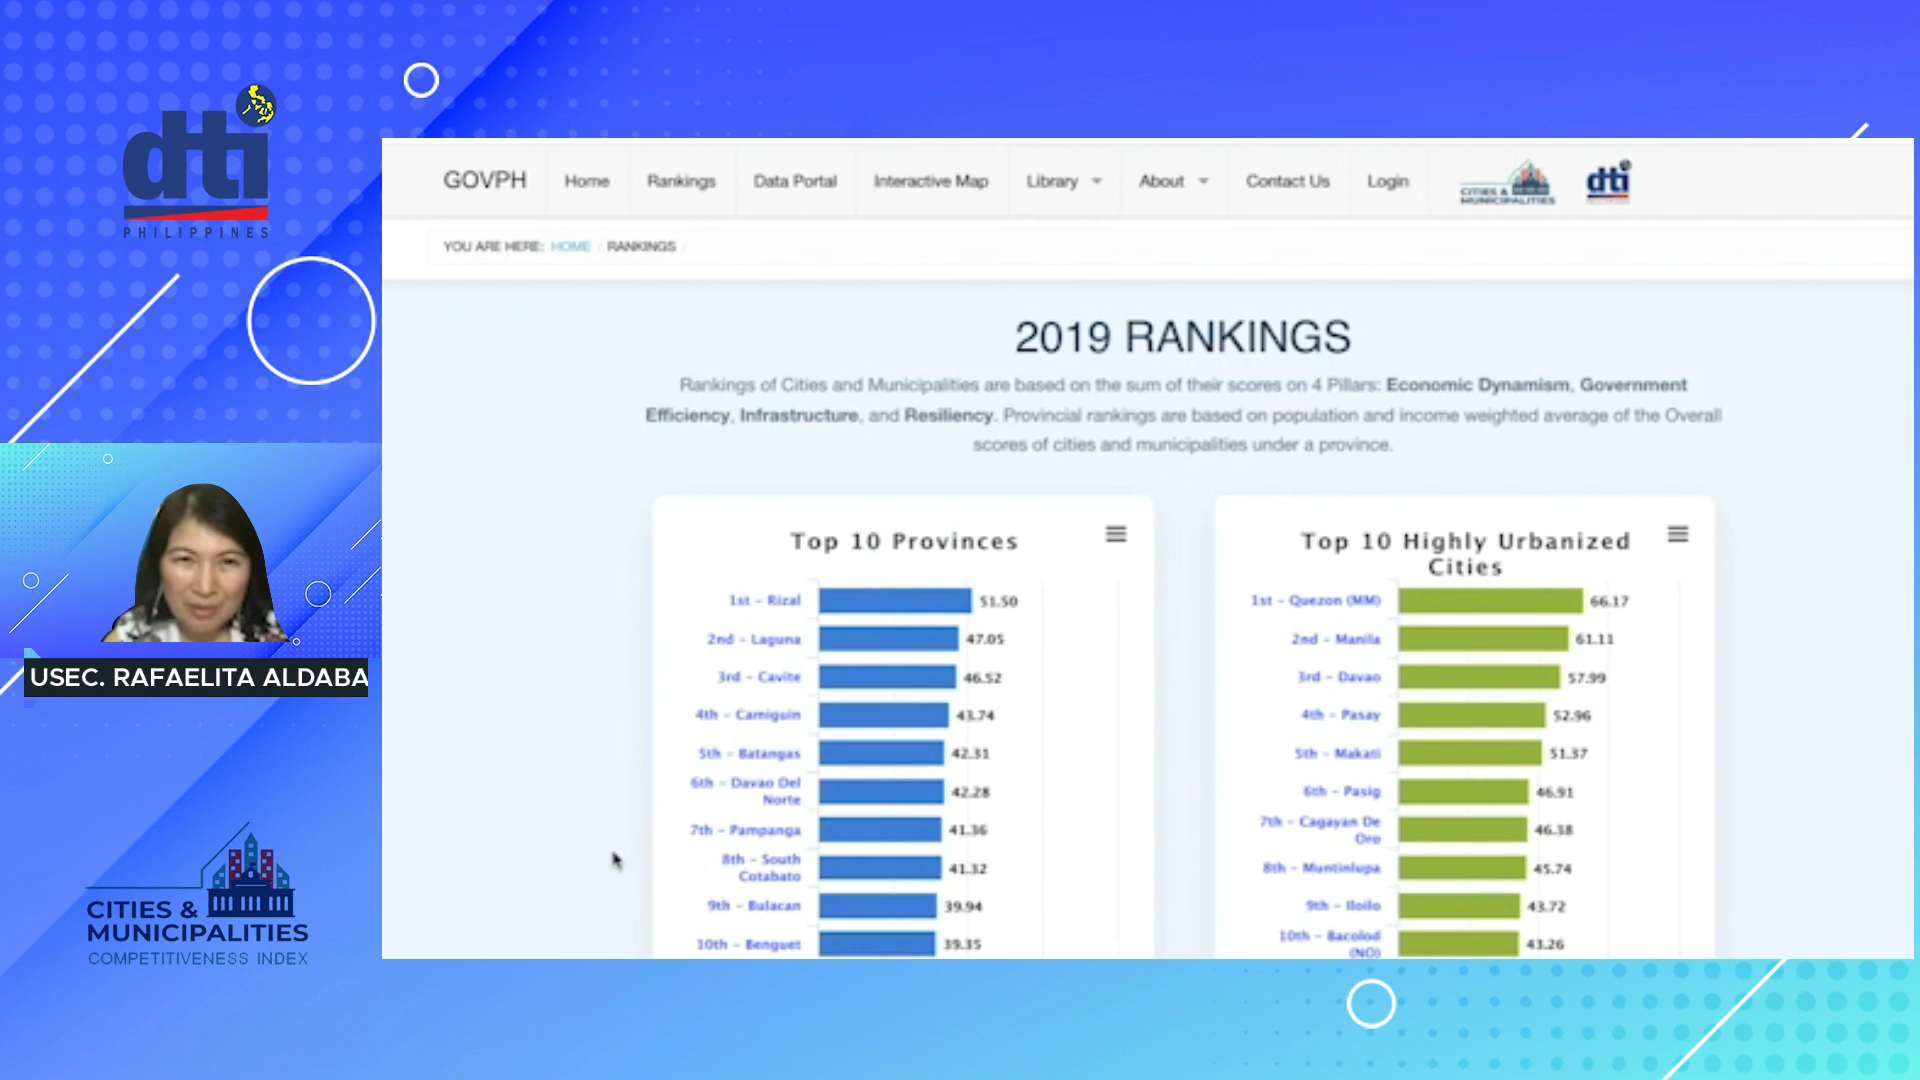 dti
PHILIPPINES
GOVPH
Home
Rankings
Data Portal
Interactive Map
Library
About
Contact Us
Login
CITIES &
MUNICIPALITIES
dti
YOU ARE HERE: HOME / RANKINGS /
2019 RANKINGS
Rankings of Cities and Municipalities are based on the sum of their scores on 4 Pillars: Economic Dynamism, Government
Efficiency, Infrastructure, and Resiliency. Provincial rankings are based on population and income weighted average of the Overall
scores of cities and municipalities under a province.
Top 10 Provinces
1st - Rizal 51.50
2nd - Laguna 47.05
3rd - Cavite 46.52
4th - Camiguin 43.74
5th - Batangas 42.31
6th - Davao Del
Norte 42.28
7th - Pampanga 41.36
8th - South
Cotabato 41.32
9th - Bulacan 39.94
10th - Benguet 39.35
Top 10 Highly Urbanized
Cities
1st - Quezon (MM) 66.17
2nd - Manila 61.11
3rd - Davao 57.99
4th - Pasay 52.96
5th - Makati 51.37
6th - Pasig 46.91
7th - Cagayan De
Oro 46.38
8th - Muntinlupa 45.74
9th - Iloilo 43.72
10th - Bacolod
(NO) 43.26
USEC. RAFAELITA ALDABA
CITIES &
MUNICIPALITIES
COMPETITIVENESS INDEX